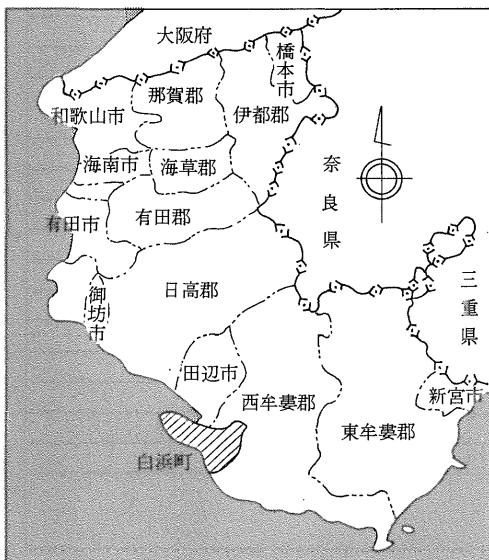 大阪府
橋本市
那賀郡
和歌山市
伊都郡
海南市
海草郡
奈良県
有田市
有田郡
三重県
日高郡
御坊市
田辺市
西牟婁郡
新宮市
東牟婁郡
白浜町